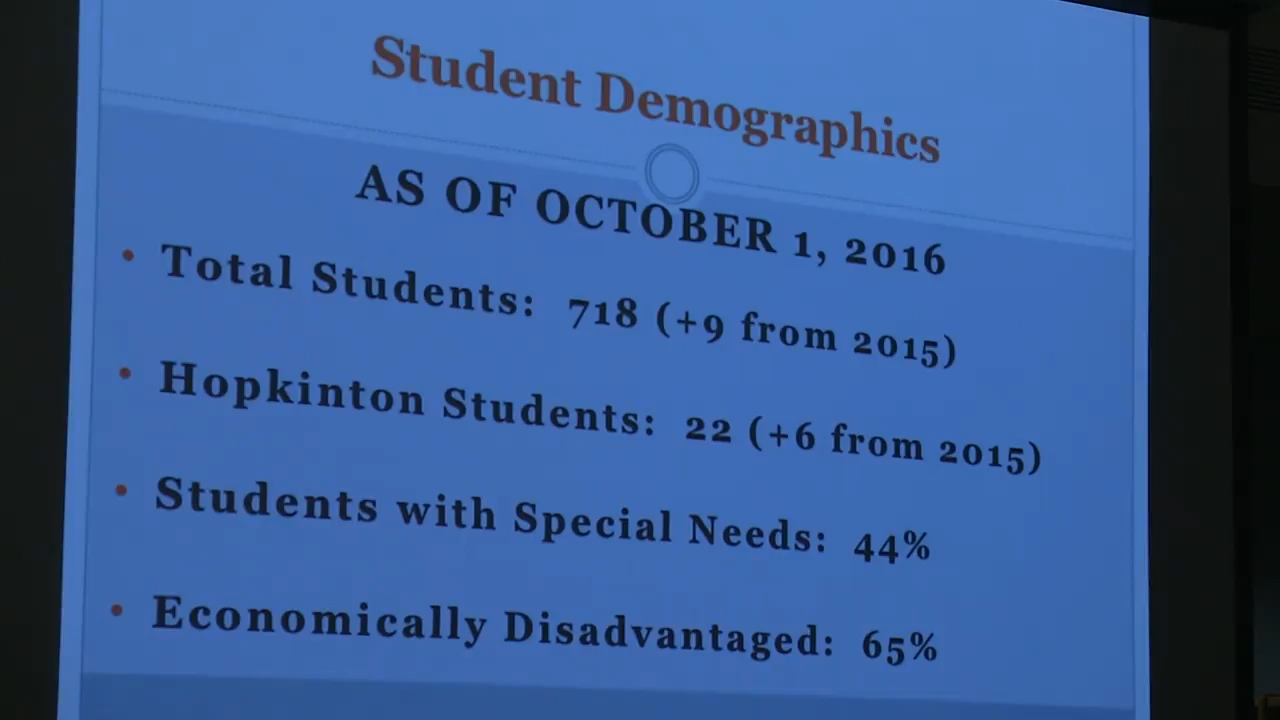 Student Demographics
AS OF OCTOBER 1, 2016
• Total Students: 718 (+9 from 2015)
• Hopkinton Students: 22 (+6 from 2015)
• Students with Special Needs: 44%
• Economically Disadvantaged: 65%